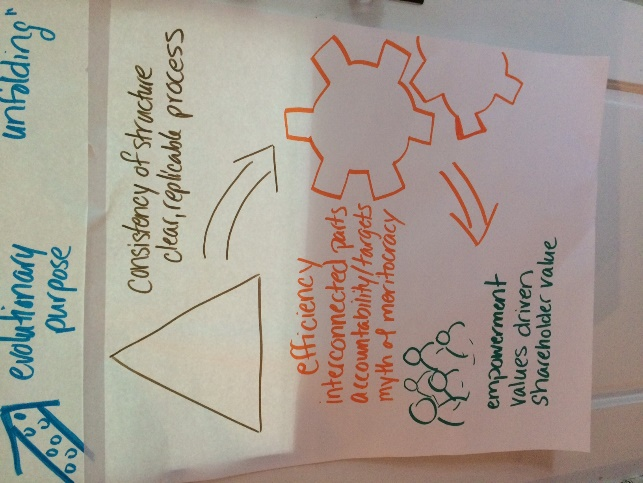 evolutionary
purpose
unfolding"
consistency of structure
clear, replicable process
efficiency
interconnected parts
accountability/targets
myth of meritocracy
empowerment
values driven
shareholder value